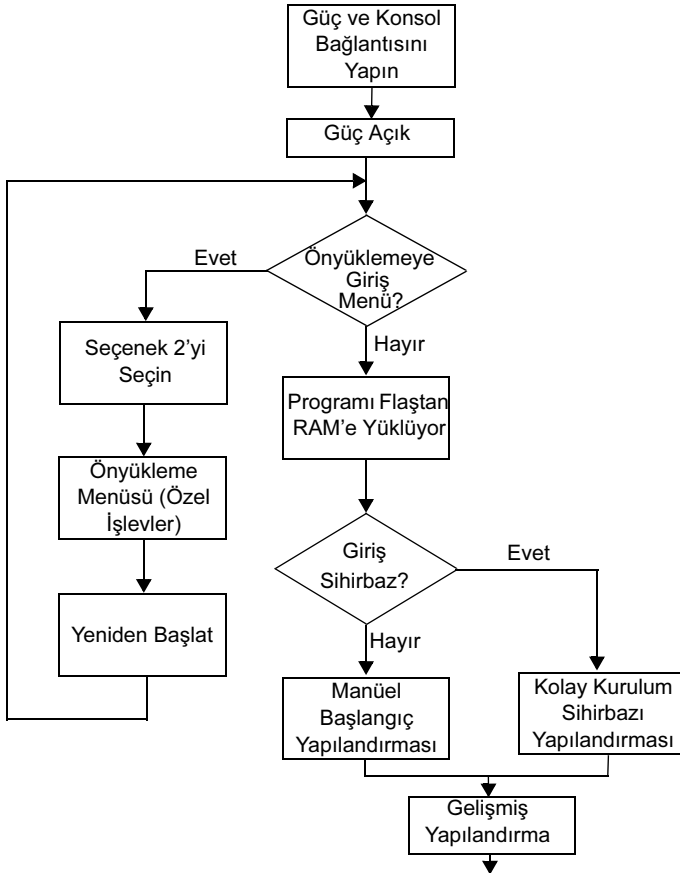 Güç ve Konsol
Bağlantısını
Yapın
Güç Açık
Önyüklemeye
Giriş
Menü?
Evet
Hayır
Seçenek 2’yi
Seçin
Programı Flaştan
RAM’e Yüklüyor
Önyükleme
Menüsü (Özel
İşlevler)
Giriş
Sihirbaz?
Evet
Hayır
Yeniden Başlat
Manüel
Başlangıç
Yapılandırması
Kolay Kurulum
Sihirbazı
Yapılandırması
Gelişmiş
Yapılandırma